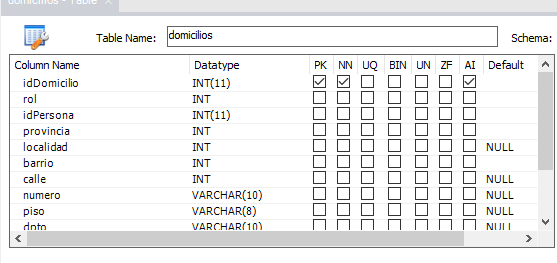 domicilios - Table
Table Name: domicilios Schema:
Column Name Datatype PK NN UQ BIN UN ZF AI Default
idDomicilio INT(11)
rol INT
idPersona INT(11)
provincia INT
localidad INT NULL
barrio INT
calle INT NULL
numero VARCHAR(10) NULL
piso VARCHAR(8) NULL
dpto VARCHAR(10) NULL